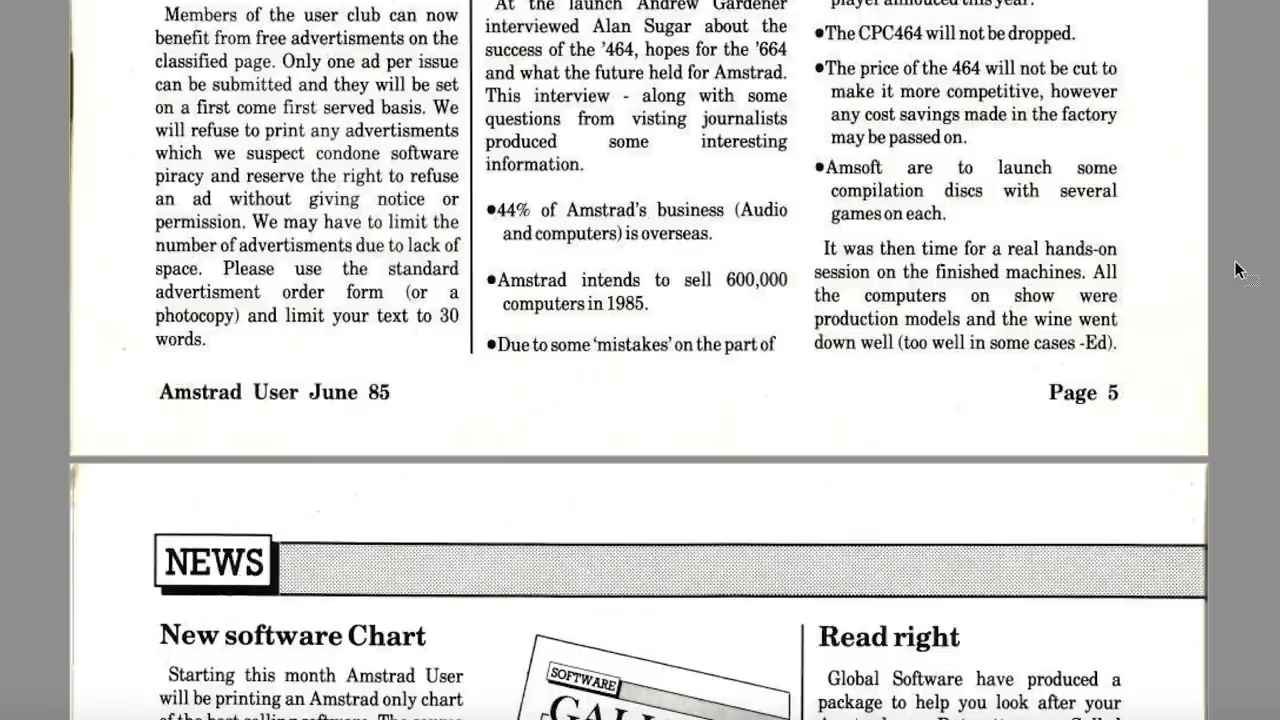 Members of the user club can now
benefit from free advertisments on the
classified page. Only one ad per issue
can be submitted and they will be set
on a first come first served basis. We
will refuse to print any advertisments
which we suspect condone software
piracy and reserve the right to refuse
an ad without giving notice or
permission. We may have to limit the
number of advertisments due to lack of
space. Please use the standard
advertisment order form (or a
photocopy) and limit your text to 30
words.
At the launch Andrew Gardener
interviewed Alan Sugar about the
success of the '464, hopes for the '664
and what the future held for Amstrad.
This interview - along with some
questions from visting journalists
produced some interesting
information.
●44% of Amstrad's business (Audio
and computers) is overseas.
●Amstrad intends to sell 600,000
computers in 1985.
●Due to some 'mistakes' on the part of
player annouced this year.
●The CPC464 will not be dropped.
●The price of the 464 will not be cut to
make it more competitive, however
any cost savings made in the factory
may be passed on.
●Amsoft are to launch some
compilation discs with several
games on each.
It was then time for a real hands-on
session on the finished machines. All
the computers on show were
production models and the wine went
down well (too well in some cases -Ed).
Amstrad User June 85
Page 5
NEWS
New software Chart
Starting this month Amstrad User
will be printing an Amstrad only chart
SOFTWARE
Read right
Global Software have produced a
package to help you look after your